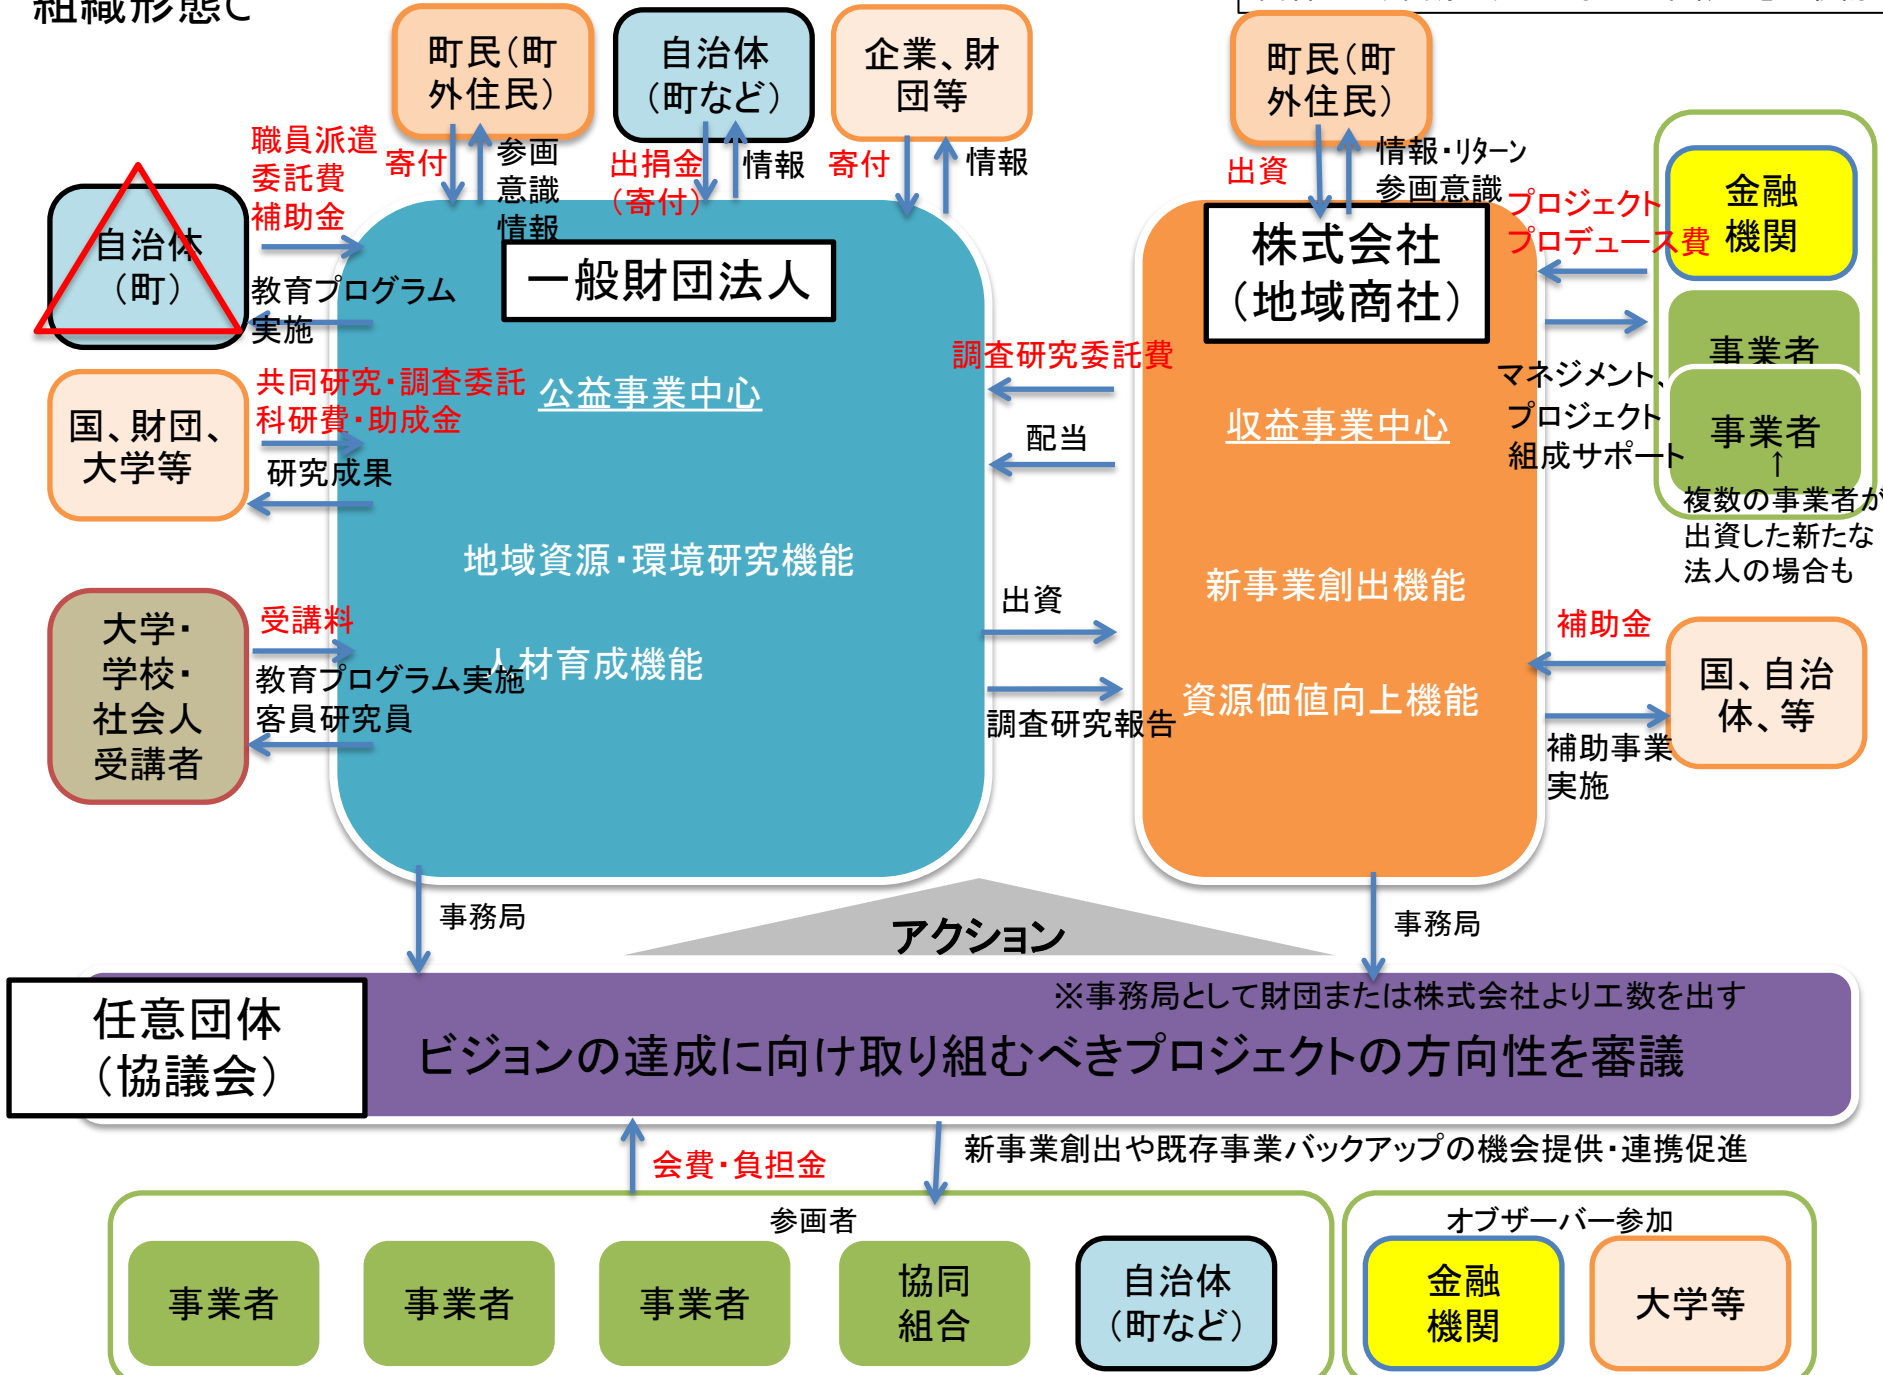 組織形態C
町民（町
外住民）
自治体
（町など）
企業、財
団等
町民（町
外住民）
職員派遣
委託費
補助金
寄付
参画
意識
情報
出捐金
（寄付）
情報
寄付
情報
出資
情報・リターン
参画意識
プロジェクト
プロデュース費
金融
機関
自治体
（町）
教育プログラム
実施
一般財団法人
株式会社
（地域商社）
事業者
マネジメント、
プロジェクト
組成サポート
事業者
↑
複数の事業者が
出資した新たな
法人の場合も
国、財団、
大学等
共同研究・調査委託
科研費・助成金
研究成果
公益事業中心
調査研究委託費
配当
収益事業中心
地域資源・環境研究機能
人材育成機能
出資
調査研究報告
新事業創出機能
資源価値向上機能
大学・
学校・
社会人
受講者
受講料
教育プログラム実施
客員研究員
補助金
国、自治
体、等
補助事業
実施
事務局
アクション
事務局
任意団体
（協議会）
※事務局として財団または株式会社より工数を出す
ビジョンの達成に向け取り組むべきプロジェクトの方向性を審議
会費・負担金
新事業創出や既存事業バックアップの機会提供・連携促進
参画者
事業者
事業者
事業者
協同
組合
自治体
（町など）
オブザーバー参加
金融
機関
大学等